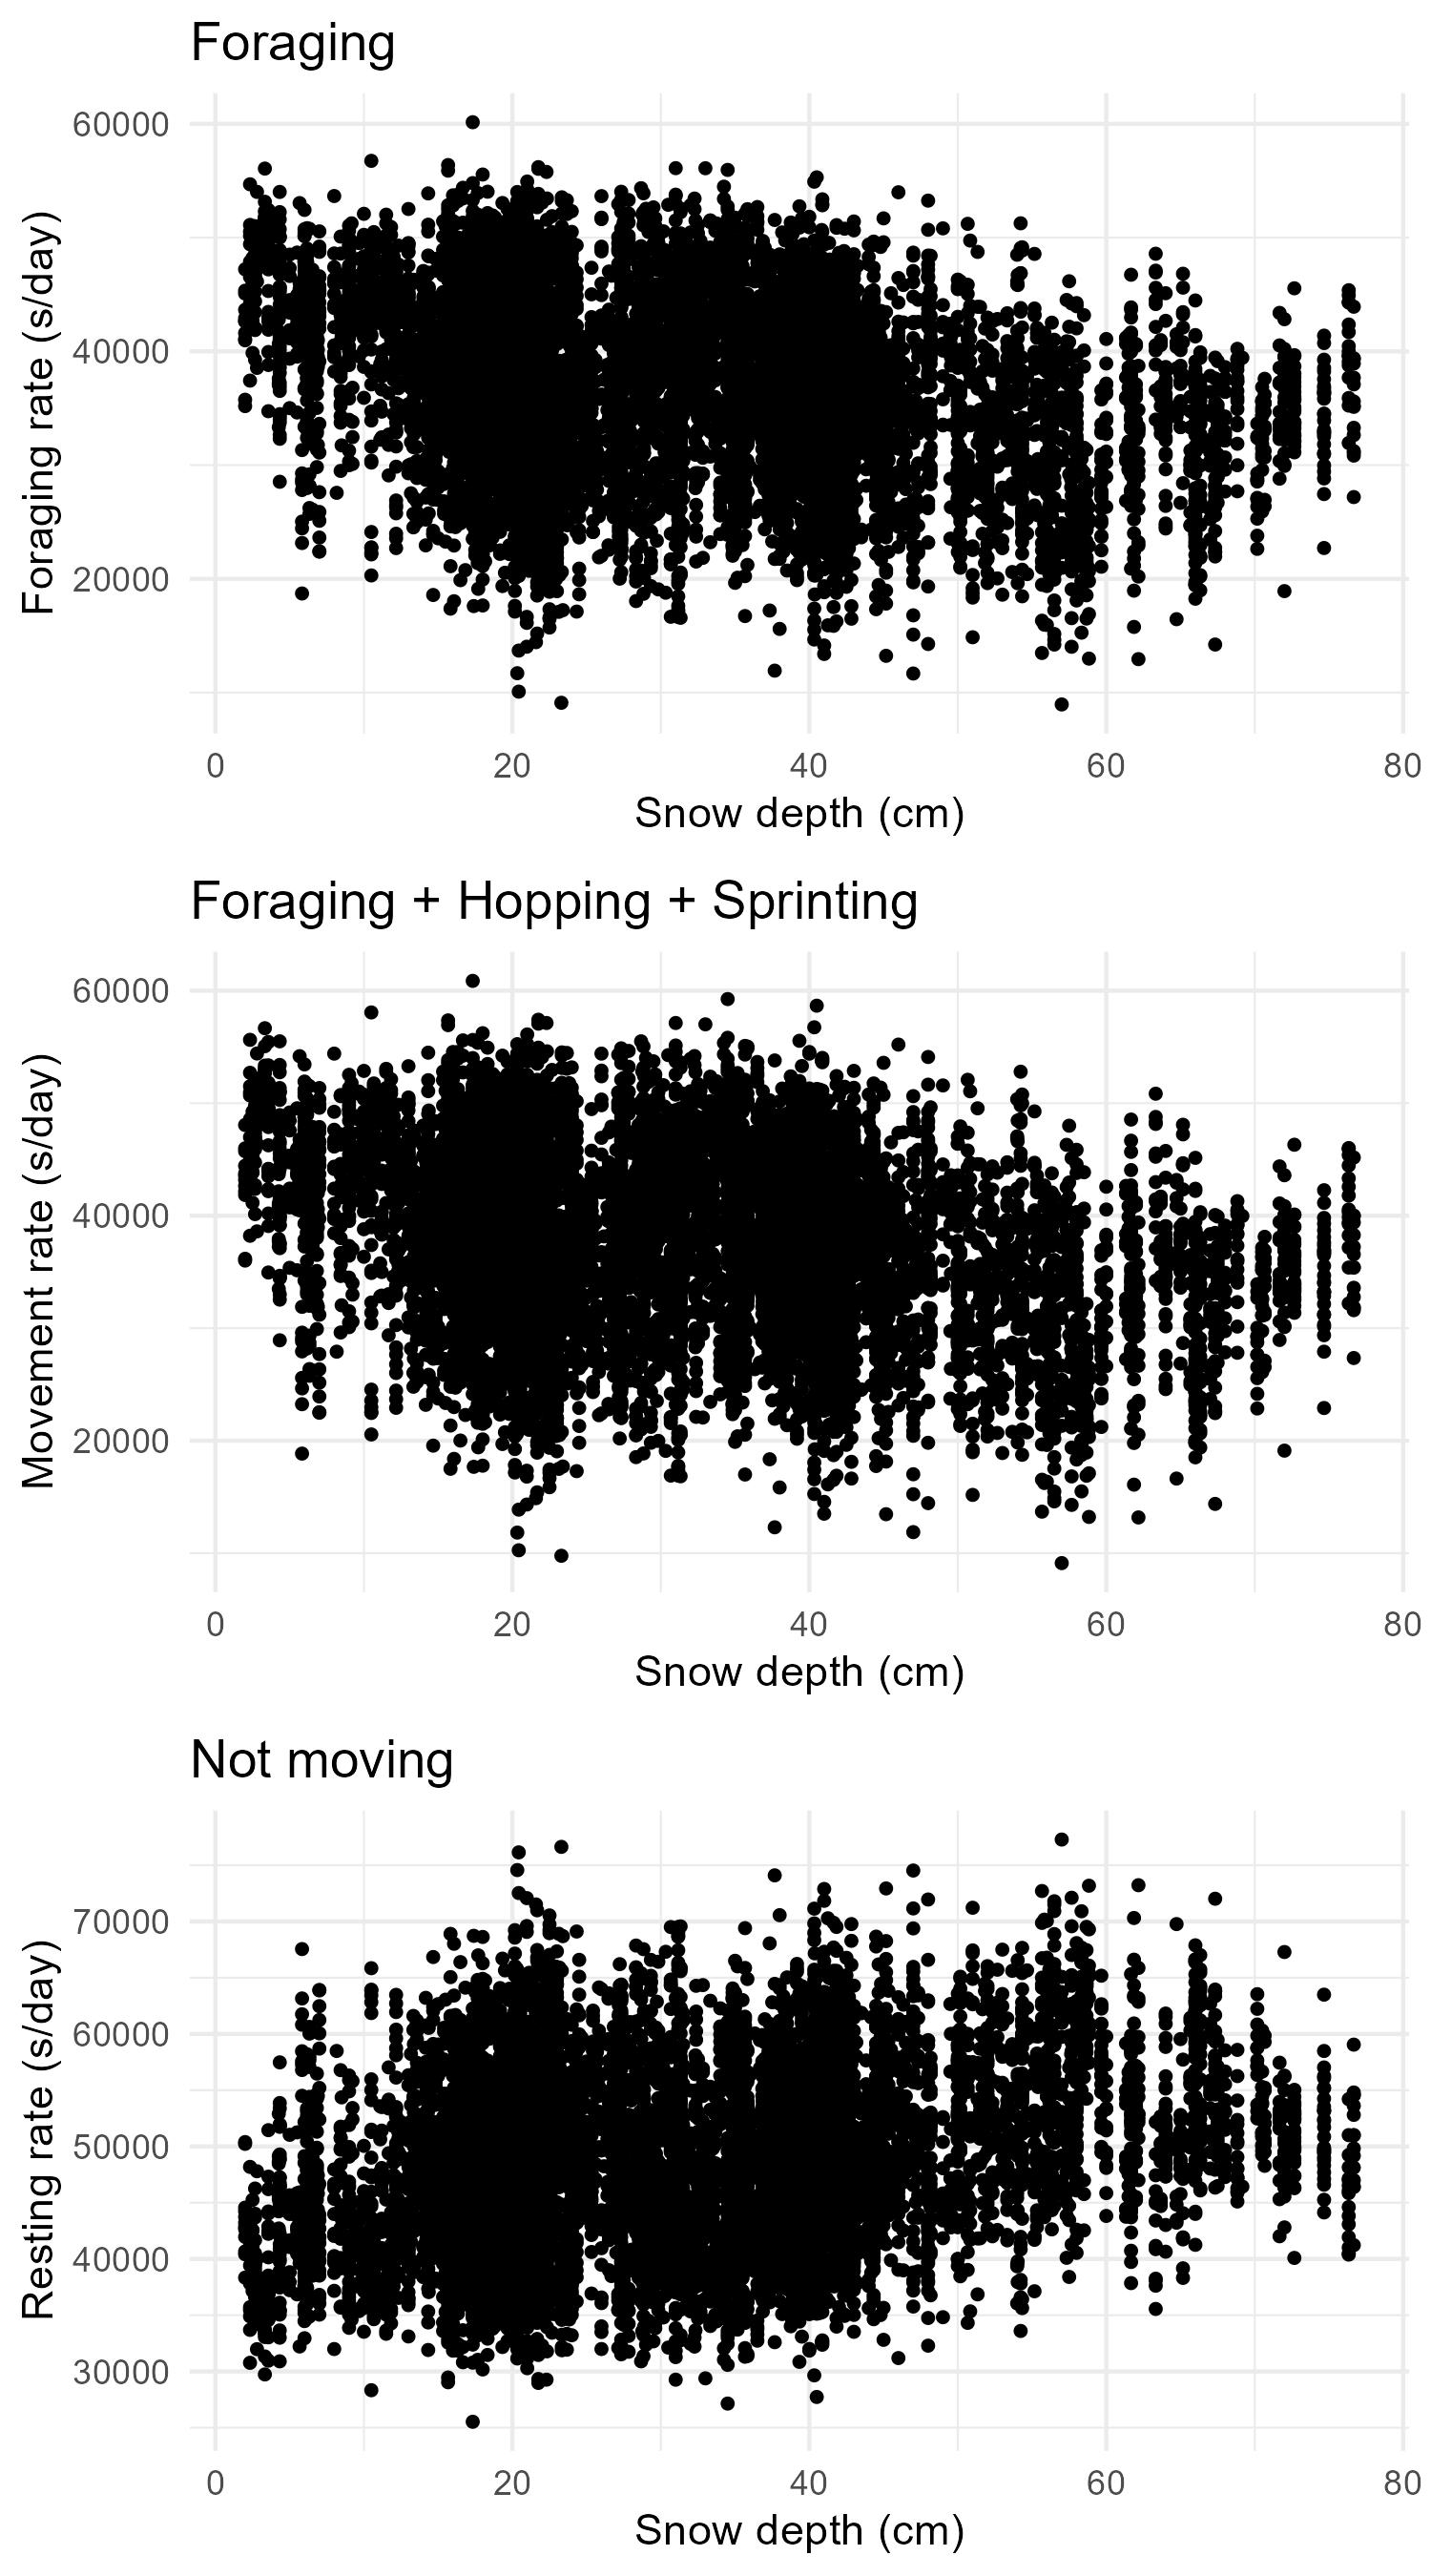 Foraging
60000
40000
20000
Foraging rate (s/day)
0 20 40 60 80
Snow depth (cm)
Foraging + Hopping + Sprinting
60000
40000
20000
Movement rate (s/day)
0 20 40 60 80
Snow depth (cm)
Not moving
70000
60000
50000
40000
30000
Resting rate (s/day)
0 20 40 60 80
Snow depth (cm)